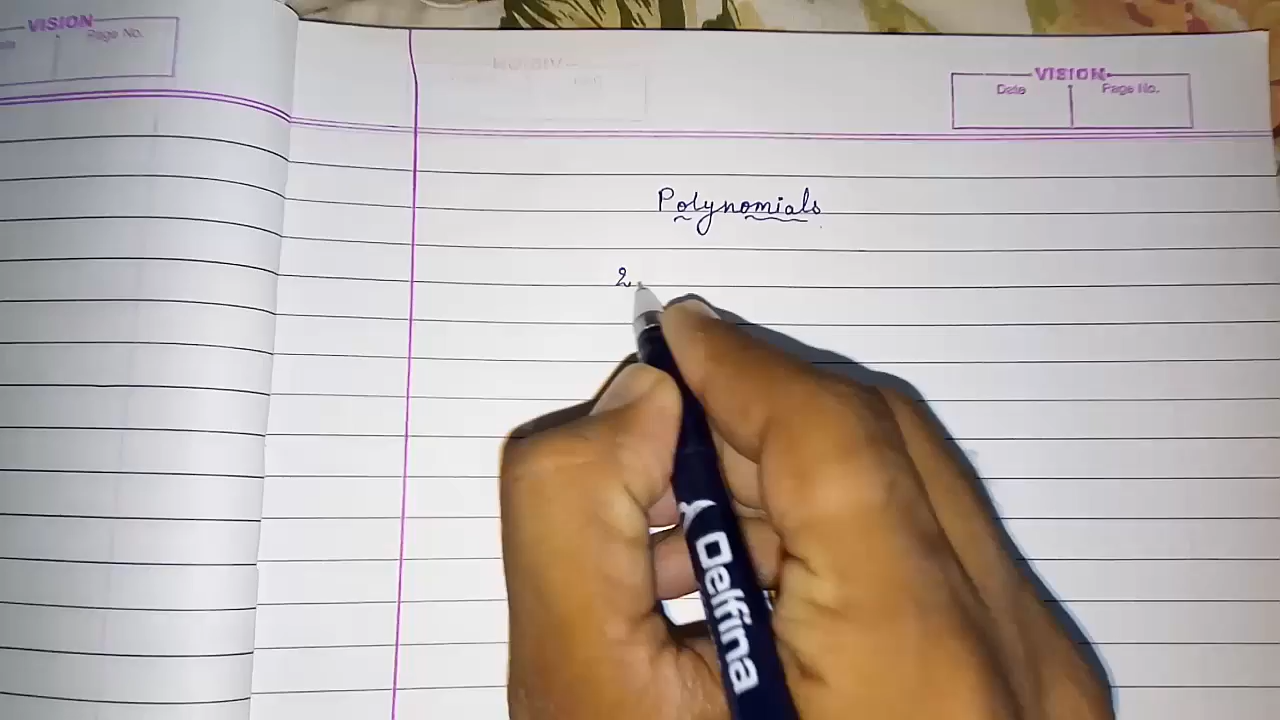 VISION
Page No.
VISION
Date Page No.
Polynomials
2
Delfina